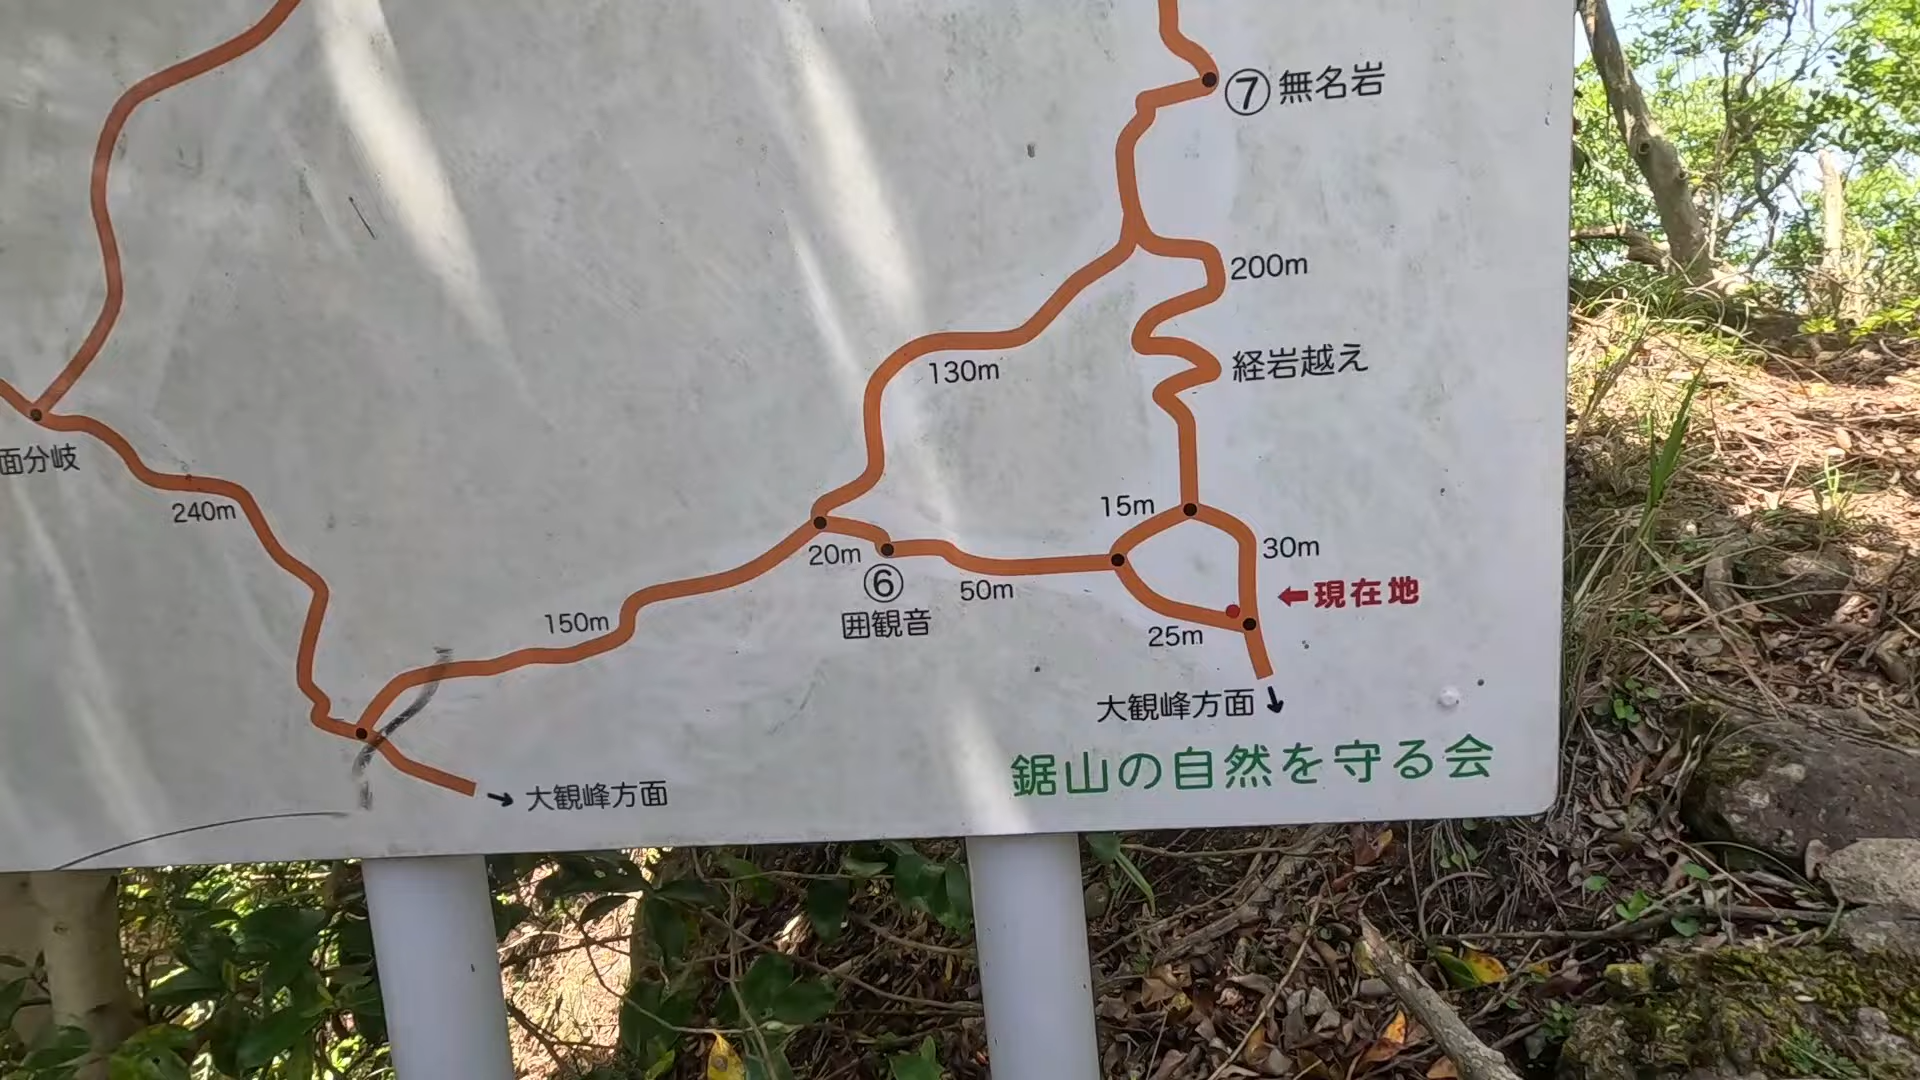 ⑦無名岩
200m
経岩越え
130m
面分岐
240m
15m
30m
20m
⑥
囲観音
50m
←現在地
150m
25m
大観峰方面↓
→大観峰方面
鋸山の自然を守る会